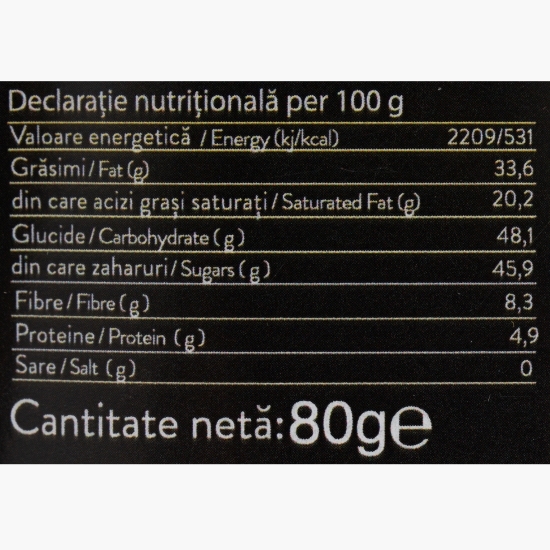 Declarație nutrițională per 100 g
Valoare energetică / Energy (kj/kcal) 2209/531
Grăsimi / Fat (g) 33,6
din care acizi grași saturați / Saturated Fat (g) 20,2
Glucide / Carbohydrate ( g ) 48,1
din care zaharuri / Sugars ( g ) 45,9
Fibre / Fibre ( g ) 8,3
Proteine / Protein ( g ) 4,9
Sare / Salt ( g ) 0
Cantitate netă: 80g℮